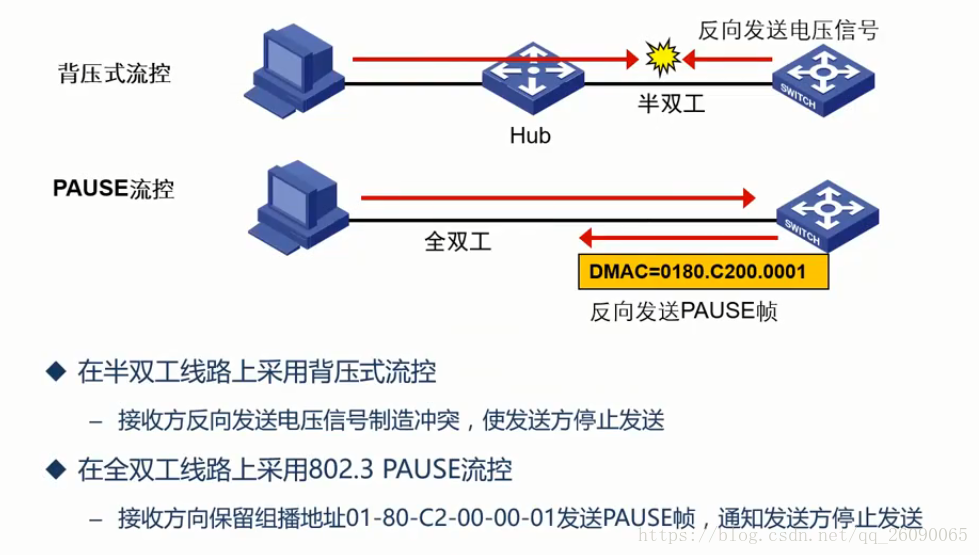 反向发送电压信号
背压式流控
SWITCH
半双工
Hub
PAUSE流控
SWITCH
全双工
DMAC=0180.C200.0001
反向发送PAUSE帧
◆ 在半双工线路上采用背压式流控
– 接收方反向发送电压信号制造冲突，使发送方停止发送
◆ 在全双工线路上采用802.3 PAUSE流控
– 接收方向保留组播地址01-80-C2-00-00-01发送PAUSE帧，通知发送方停止发送
https://blog.csdn.net/qq_26090065